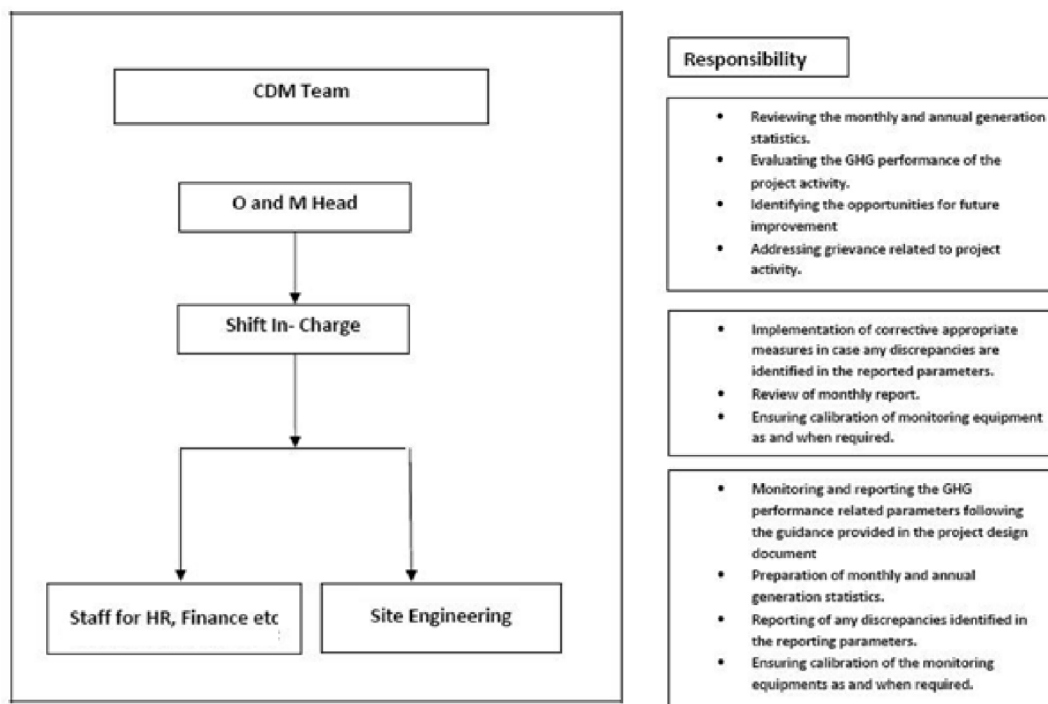 CDM Team
O and M Head
Shift In- Charge
Staff for HR, Finance etc
Site Engineering
Responsibility
• Reviewing the monthly and annual generation
statistics.
• Evaluating the GHG performance of the
project activity.
• Identifying the opportunities for future
improvement
• Addressing grievance related to project
activity.
• Implementation of corrective appropriate
measures in case any discrepancies are
identified in the reported parameters.
• Review of monthly report.
• Ensuring calibration of monitoring equipment
as and when required.
• Monitoring and reporting the GHG
performance related parameters following
the guidance provided in the project design
document
• Preparation of monthly and annual
generation statistics.
• Reporting of any discrepancies identified in
the reporting parameters.
• Ensuring calibration of the monitoring
equipments as and when required.